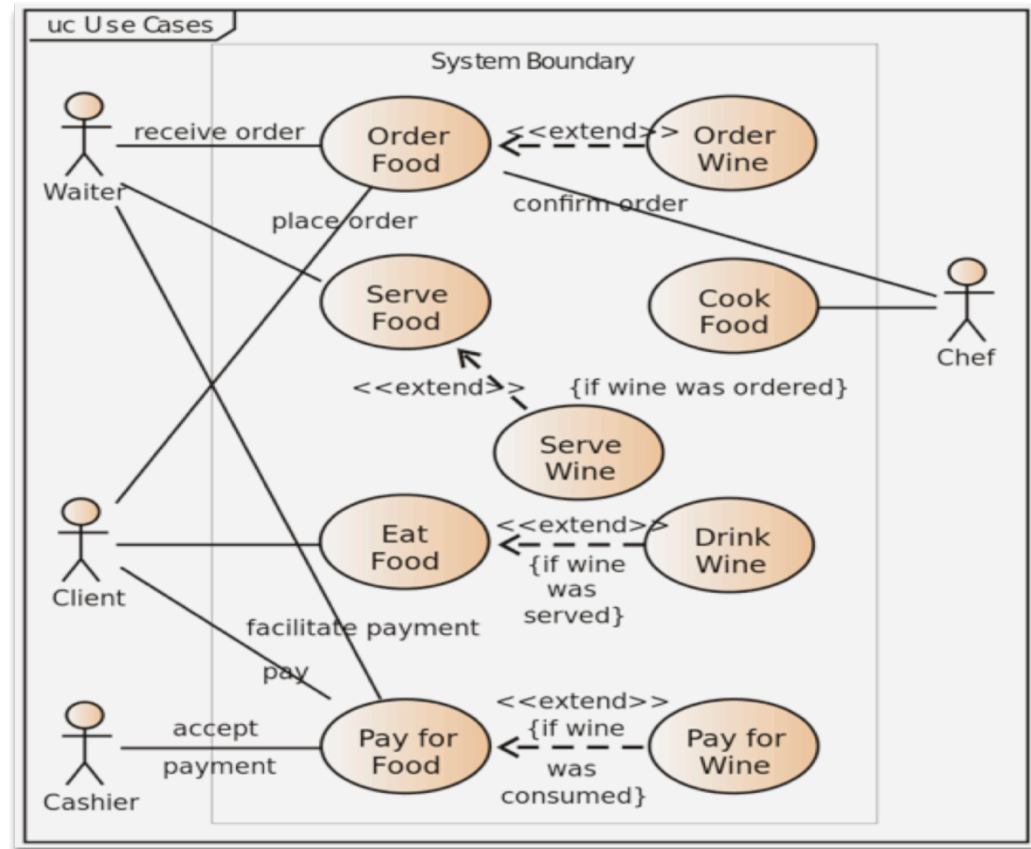 uc Use Cases
System Boundary
receive order
Order
Food
<<extend>>
Order
Wine
Waiter
place order
confirm order
Serve
Food
Cook
Food
Chef
<<extend>>
{if wine was ordered}
Serve
Wine
Eat
Food
<<extend>>
{if wine
was
served}
Drink
Wine
Client
facilitate payment
pay
accept
payment
Cashier
Pay for
Food
<<extend>>
{if wine
was
consumed}
Pay for
Wine